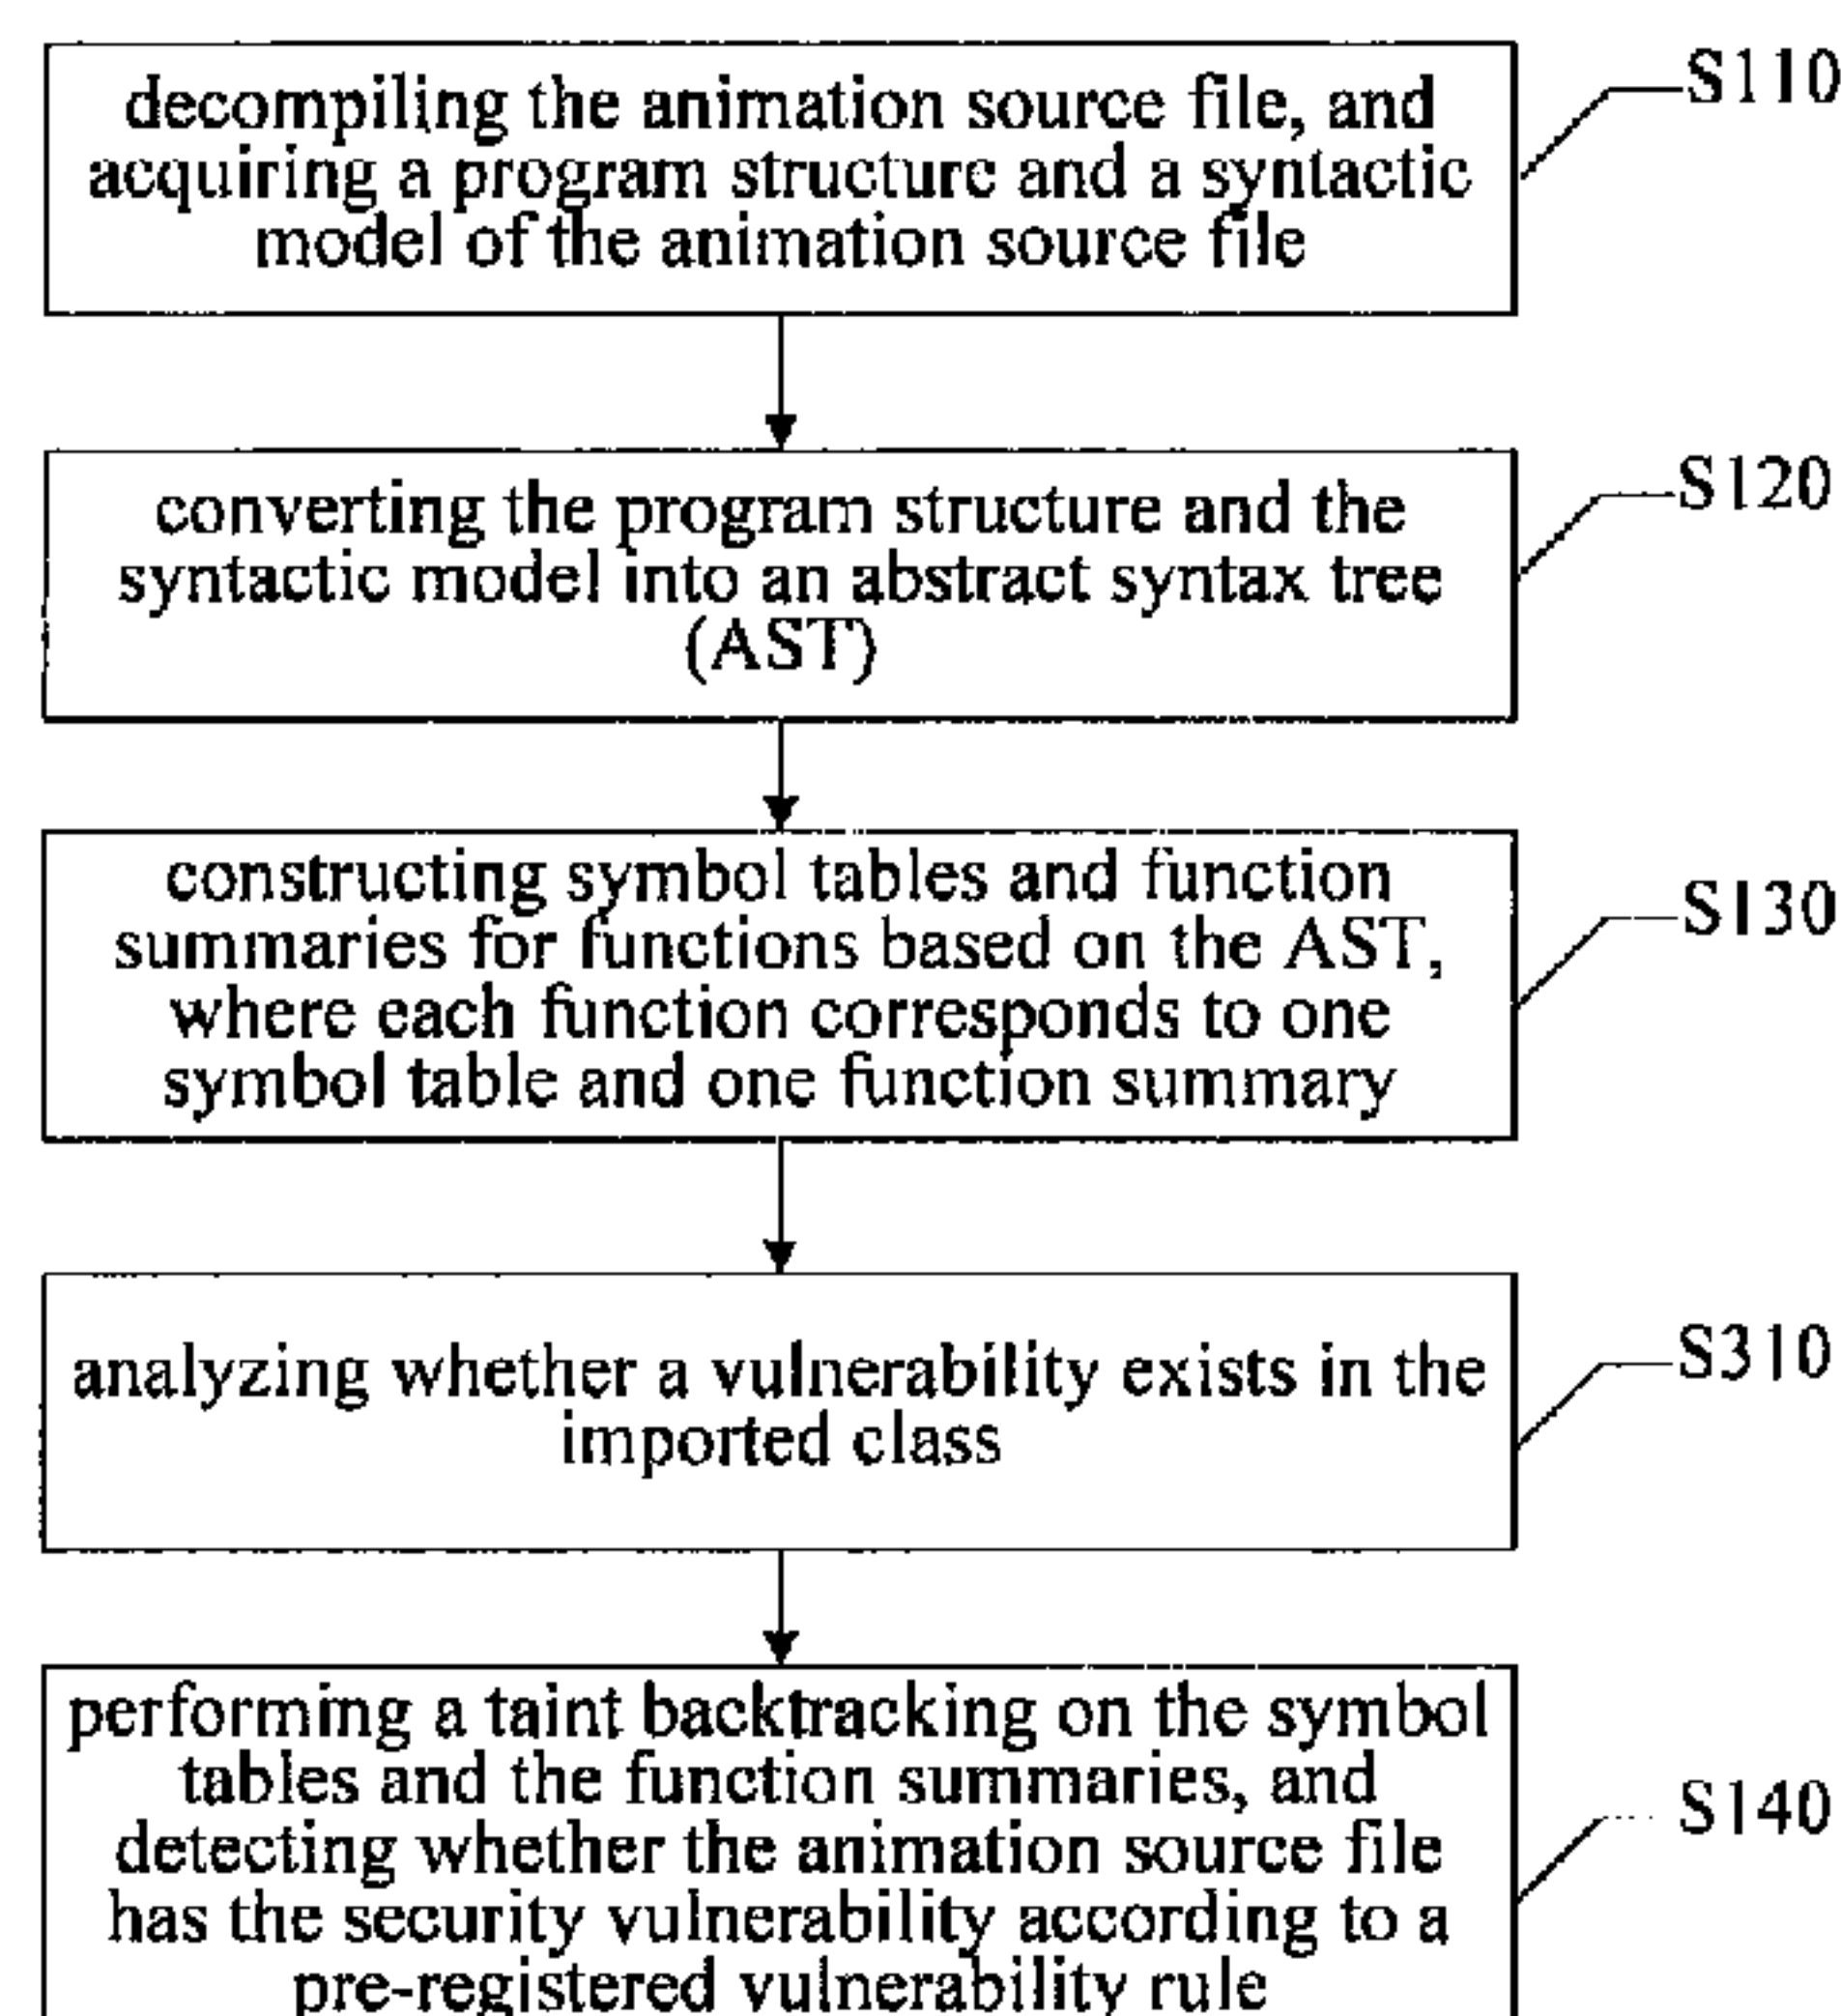 decompiling the animation source file, and
acquiring a program structure and a syntactic
model of the animation source file
S110
converting the program structure and the
syntactic model into an abstract syntax tree
(AST)
S120
constructing symbol tables and function
summaries for functions based on the AST,
where each function corresponds to one
symbol table and one function summary
S130
analyzing whether a vulnerability exists in the
imported class
S310
performing a taint backtracking on the symbol
tables and the function summaries, and
detecting whether the animation source file
has the security vulnerability according to a
pre-registered vulnerability rule
S140